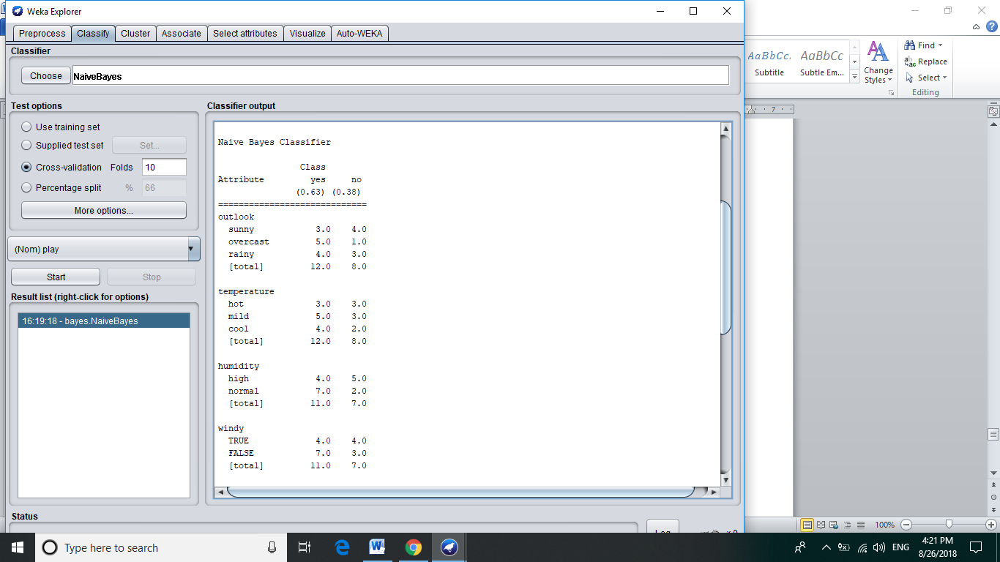 Weka Explorer
Preprocess Classify Cluster Associate Select attributes Visualize Auto-WEKA
Classifier
Choose NaiveBayes
Test options
Use training set
Supplied test set Set...
Cross-validation Folds 10
Percentage split % 66
More options...
(Nom) play
Start Stop
Result list (right-click for options)
16:19:18 - bayes.NaiveBayes
Classifier output
Naive Bayes Classifier
Class
Attribute yes no
(0.63) (0.38)
=============================
outlook
sunny 3.0 4.0
overcast 5.0 1.0
rainy 4.0 3.0
[total] 12.0 8.0
temperature
hot 3.0 3.0
mild 5.0 3.0
cool 4.0 2.0
[total] 12.0 8.0
humidity
high 4.0 5.0
normal 7.0 2.0
[total] 11.0 7.0
windy
TRUE 4.0 4.0
FALSE 7.0 3.0
[total] 11.0 7.0
Status
AaBbCc. AaBbCc
Subtitle Subtle Em...
Change
Styles
Find
Replace
Select
Editing
7
100%
Type here to search
ENG
4:21 PM
8/26/2018